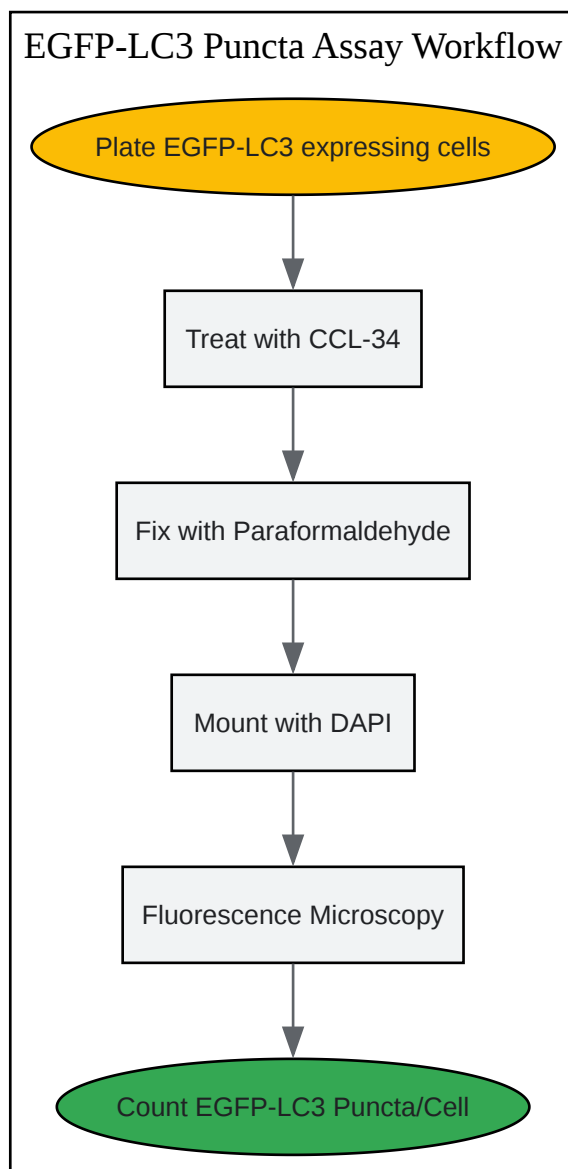 EGFP-LC3 Puncta Assay Workflow
Plate EGFP-LC3 expressing cells
Treat with CCL-34
Fix with Paraformaldehyde
Mount with DAPI
Fluorescence Microscopy
Count EGFP-LC3 Puncta/Cell